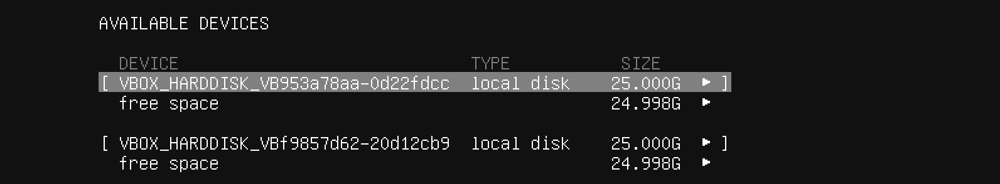 AVAILABLE DEVICES
DEVICE TYPE SIZE
[ VBOX_HARDDISK_VB953a78aa-0d22fdcc local disk 25.000G ▸ ]
free space 24.998G ▸
[ VBOX_HARDDISK_VBf9857d62-20d12cb9 local disk 25.000G ▸ ]
free space 24.998G ▸